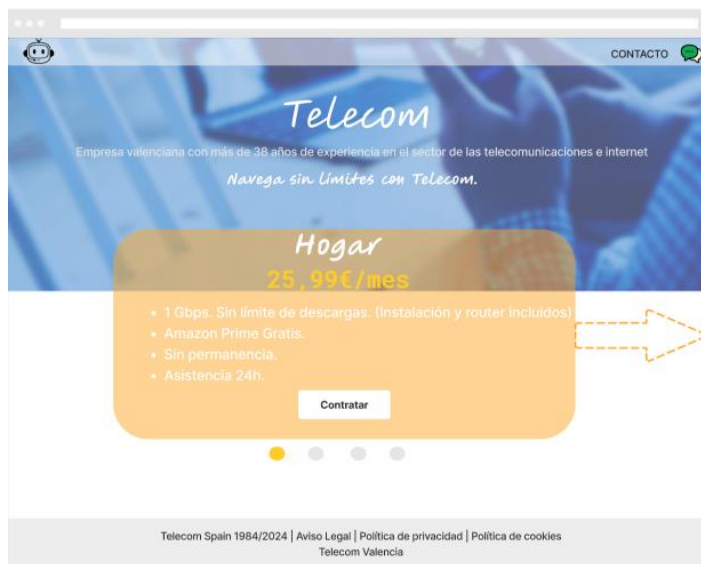 CONTACTO
Telecom
Empresa valenciana con más de 38 años de experiencia en el sector de las telecomunicaciones e internet
Navega sin límites con Telecom.
Hogar
25,99€/mes
• 1 Gbps. Sin límite de descargas. (Instalación y router incluidos)
• Amazon Prime Gratis.
• Sin permanencia.
• Asistencia 24h.
Contratar
Telecom Spain 1984/2024 | Aviso Legal | Política de privacidad | Política de cookies
Telecom Valencia